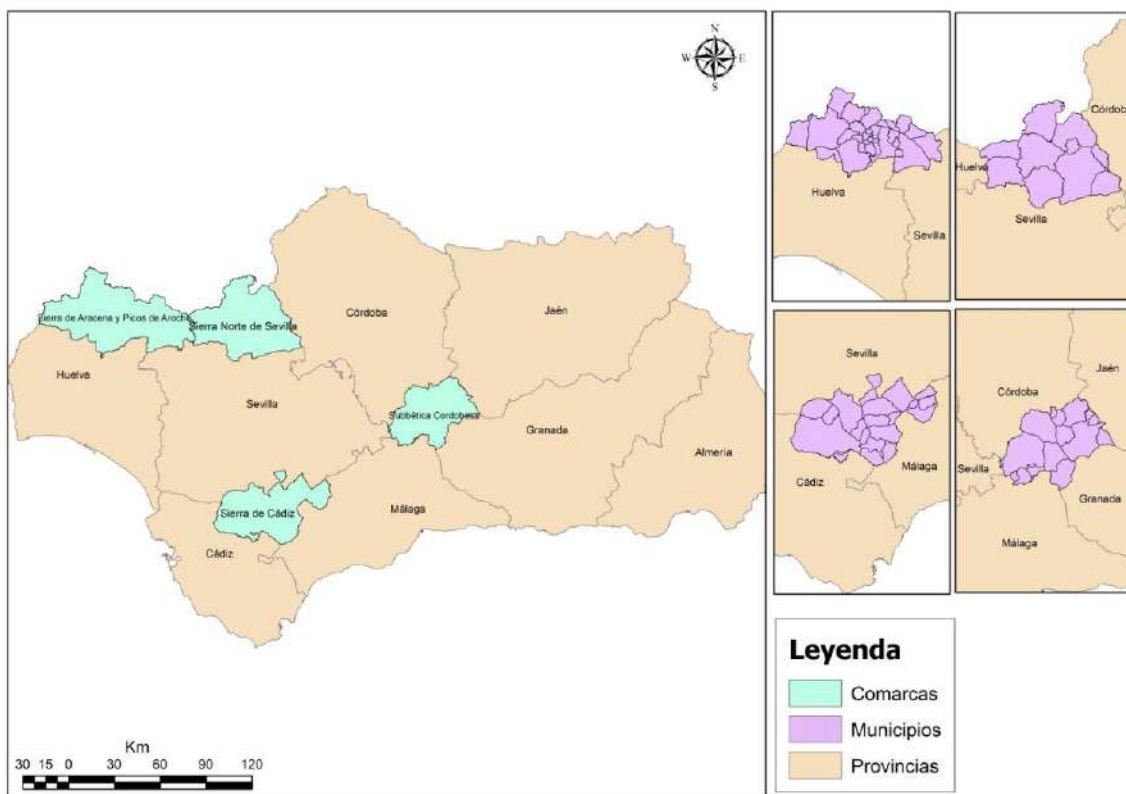 N
W E
S
Córdoba
Jaén
Sierra de Aracena y Picos de Aroche
Sierra Norte de Sevilla
Huelva
Sevilla
Subbética Cordobesa
Granada
Almería
Sierra de Cádiz
Málaga
Cádiz
Km
30 15 0 30 60 90 120
Huelva
Sevilla
Córdoba
Huelva
Sevilla
Sevilla
Cádiz
Málaga
Jaén
Córdoba
Sevilla
Granada
Málaga
Leyenda
Comarcas
Municipios
Provincias